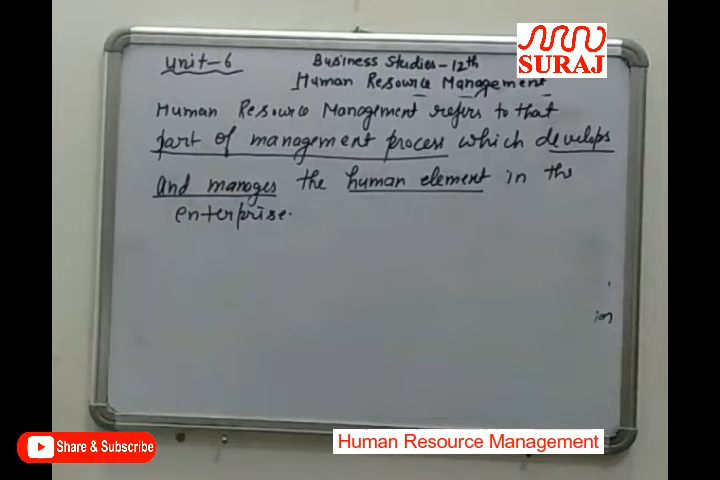 SURAJ
Unit-6
Business Studies-12th
Human Resource Management
Human Resource Management refers to that
part of management process which develops
and manages the human element in the
enterprise.
im
Share & Subscribe
Human Resource Management